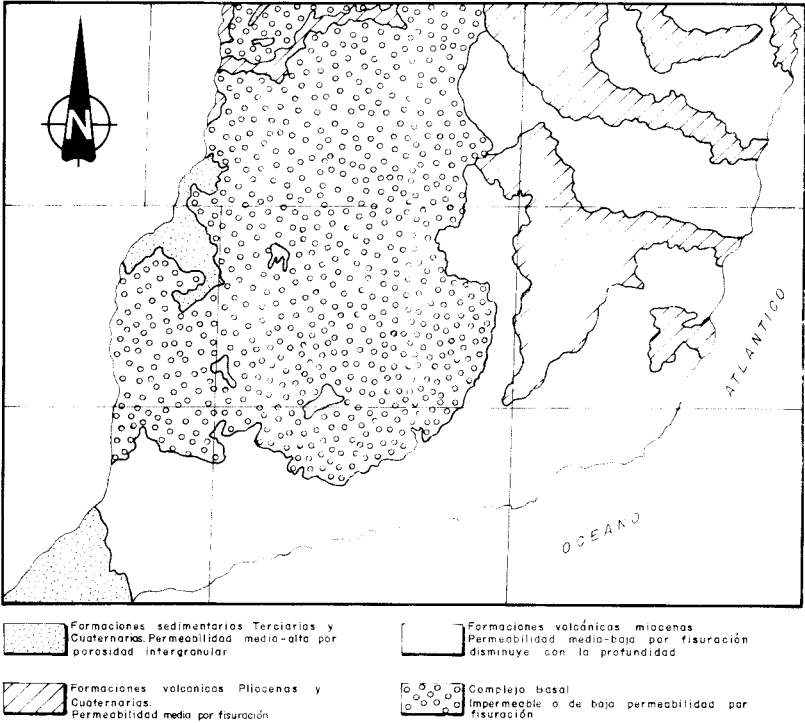 N
ATLANTICO
OCEANO
Formaciones sedimentarias Terciarias y
Cuaternarias. Permeabilidad media-alta por
porosidad intergranular
Formaciones volcánicas miocenas
Permeabilidad media-baja por fisuración
disminuye con la profundidad
Formaciones volcanicas Pliocenas y
Cuaternarias.
Permeabilidad media por fisuración
Complejo Basal
Impermeable o de baja permeabilidad por
fisuración